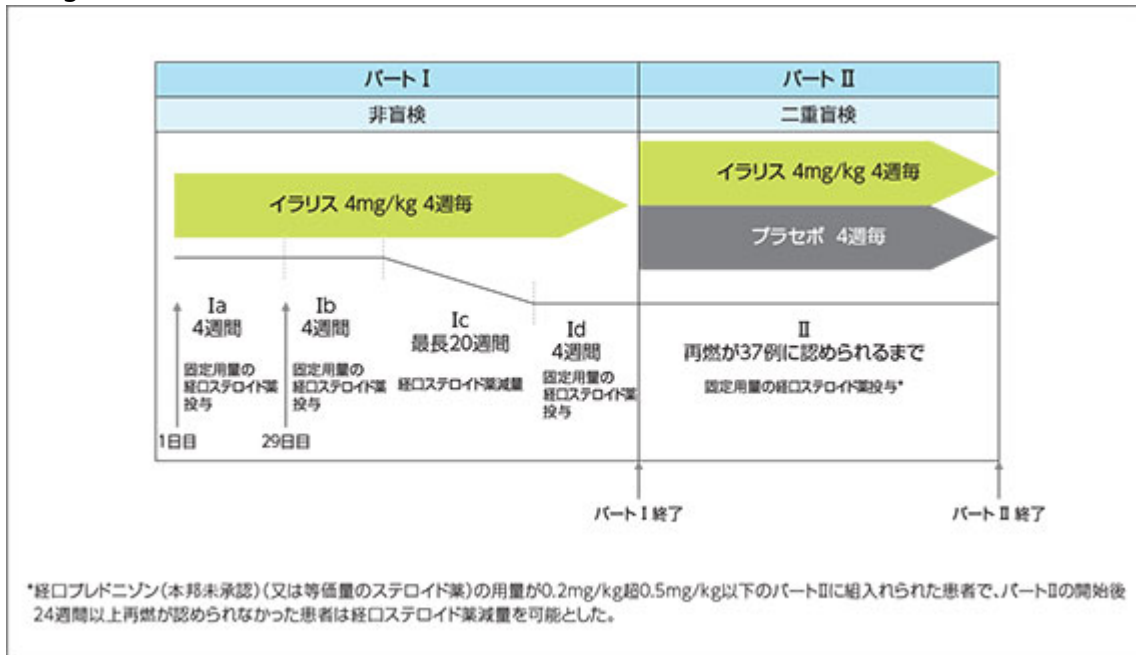 パート Ⅰ
パート Ⅱ
非盲検
二重盲検
イラリス 4mg/kg 4週毎
イラリス 4mg/kg 4週毎
プラセボ 4週毎
Ⅰa
4週間
固定用量の
経口ステロイド薬
投与
Ⅰb
4週間
固定用量の
経口ステロイド薬
投与
Ⅰc
最長20週間
経口ステロイド薬減量
Ⅰd
4週間
固定用量の
経口ステロイド薬
投与
Ⅱ
再燃が37例に認められるまで
固定用量の経口ステロイド薬投与*
1日目
29日目
パート Ⅰ 終了
パート Ⅱ 終了
*経口プレドニゾン(本邦未承認)(又は等価量のステロイド薬)の用量が0.2mg/kg超0.5mg/kg以下のパートⅡに組入れられた患者で、パートⅡの開始後
24週間以上再燃が認められなかった患者は経口ステロイド薬減量を可能とした。